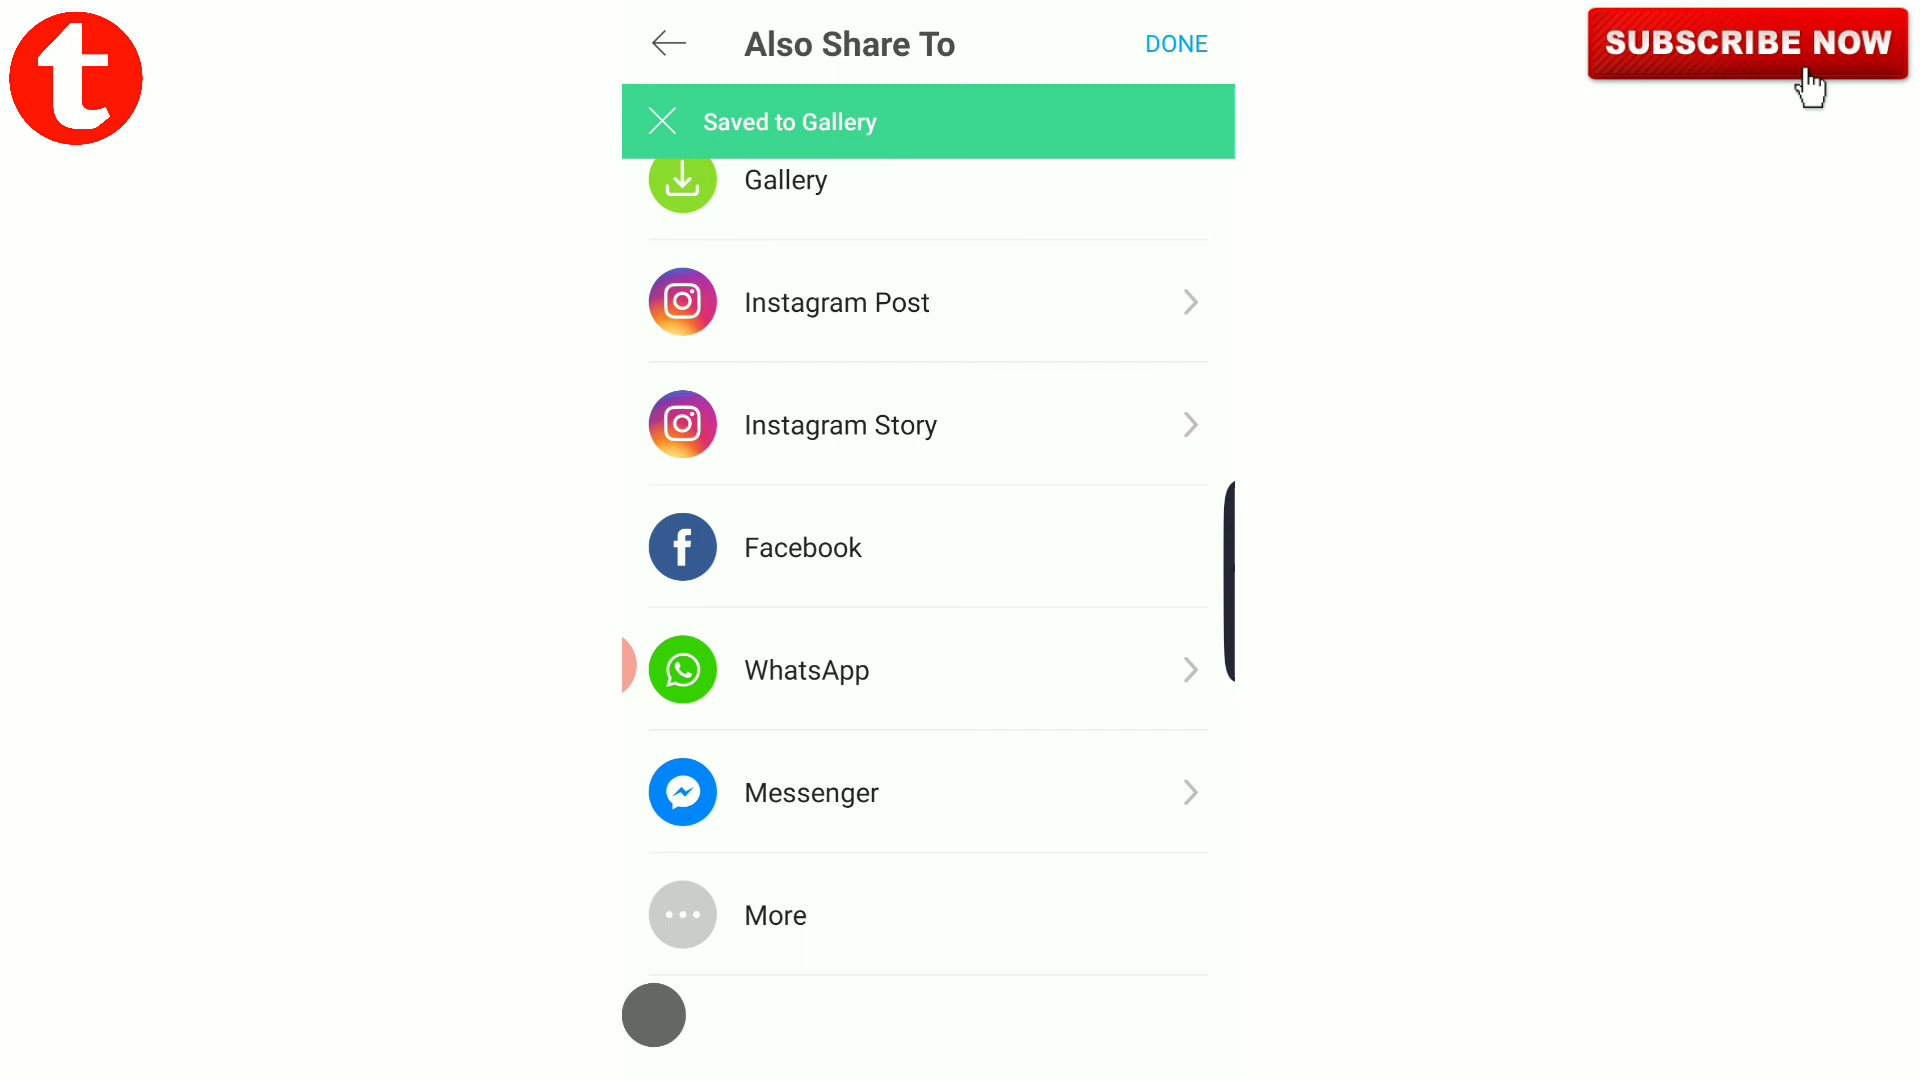 Also Share To
DONE
SUBSCRIBE NOW
Saved to Gallery
Gallery
Instagram Post
Instagram Story
Facebook
WhatsApp
Messenger
More